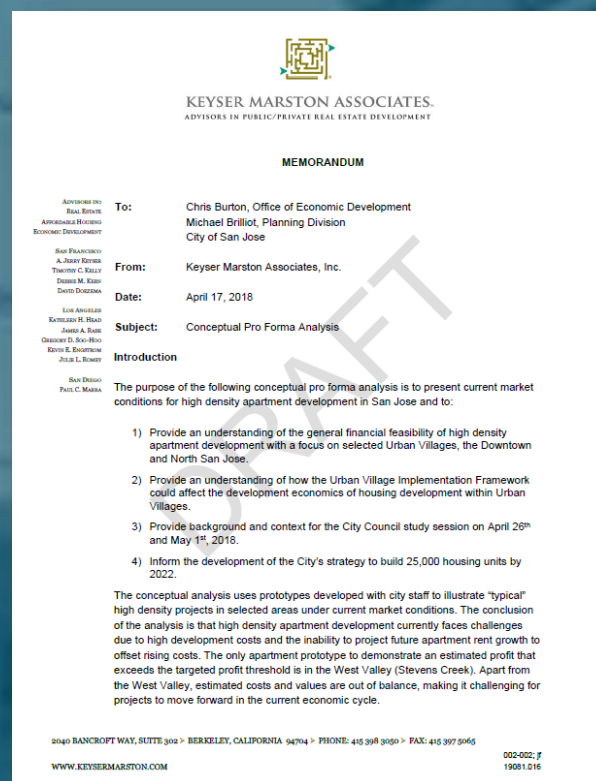 KEYSER MARSTON ASSOCIATES.
ADVISORS IN PUBLIC/PRIVATE REAL ESTATE DEVELOPMENT
MEMORANDUM
ADVISORS IN:
REAL ESTATE
AFFORDABLE HOUSING
ECONOMIC DEVELOPMENT
SAN FRANCISCO
A. JERRY KEYSER
TIMOTHY C. KELLY
DEBBIE M. KERN
DAVID DOEZEMA
LOS ANGELES
KATHLEEN H. HEAD
JAMES A. RABE
GREGORY D. SOO-HOO
KEVIN E. ENGSTROM
JULIE L. ROMEY
SAN DIEGO
PAUL C. MARRA
To: Chris Burton, Office of Economic Development
Michael Brilliot, Planning Division
City of San Jose
From: Keyser Marston Associates, Inc.
Date: April 17, 2018
Subject: Conceptual Pro Forma Analysis
DRAFT
Introduction
The purpose of the following conceptual pro forma analysis is to present current market
conditions for high density apartment development in San Jose and to:
1) Provide an understanding of the general financial feasibility of high density
apartment development with a focus on selected Urban Villages, the Downtown
and North San Jose.
2) Provide an understanding of how the Urban Village Implementation Framework
could affect the development economics of housing development within Urban
Villages.
3) Provide background and context for the City Council study session on April 26th
and May 1st, 2018.
4) Inform the development of the City's strategy to build 25,000 housing units by
2022.
The conceptual analysis uses prototypes developed with city staff to illustrate “typical”
high density projects in selected areas under current market conditions. The conclusion
of the analysis is that high density apartment development currently faces challenges
due to high development costs and the inability to project future apartment rent growth to
offset rising costs. The only apartment prototype to demonstrate an estimated profit that
exceeds the targeted profit threshold is in the West Valley (Stevens Creek). Apart from
the West Valley, estimated costs and values are out of balance, making it challenging for
projects to move forward in the current economic cycle.
2040 BANCROFT WAY, SUITE 302 > BERKELEY, CALIFORNIA 94704 > PHONE: 415 398 3050 > FAX: 415 397 5065
002-002; jf
WWW.KEYSERMARSTON.COM
19081.016